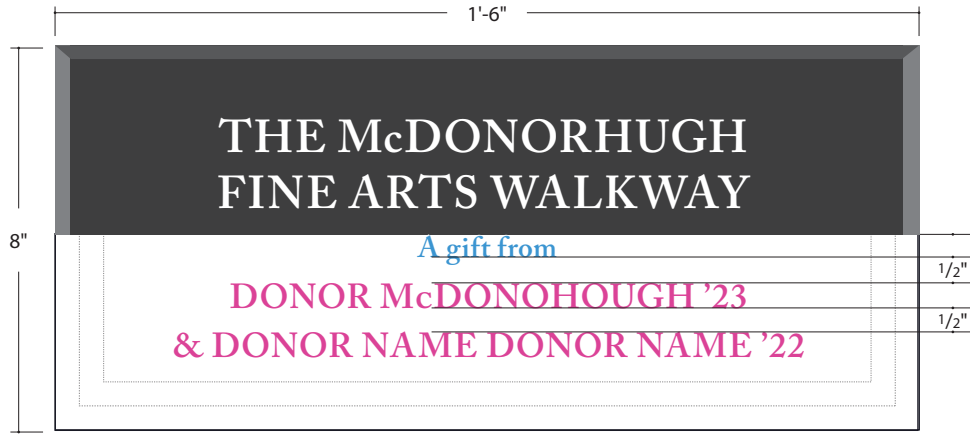 1'-6"
THE McDONORHUGH
FINE ARTS WALKWAY
8"
A gift from
1/2"
DONOR McDONOHOUGH ’23
1/2"
& DONOR NAME DONOR NAME ’22